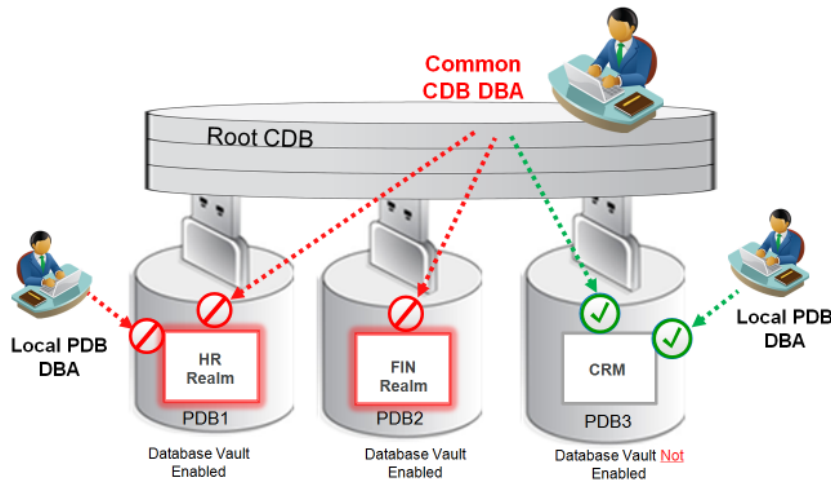 Common
CDB DBA
Root CDB
Local PDB
DBA
HR
Realm
PDB1
Database Vault
Enabled
FIN
Realm
PDB2
Database Vault
Enabled
CRM
PDB3
Database Vault Not
Enabled
Local PDB
DBA